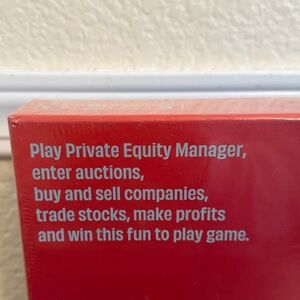 Play Private Equity Manager,
enter auctions,
buy and sell companies,
trade stocks, make profits
and win this fun to play game.